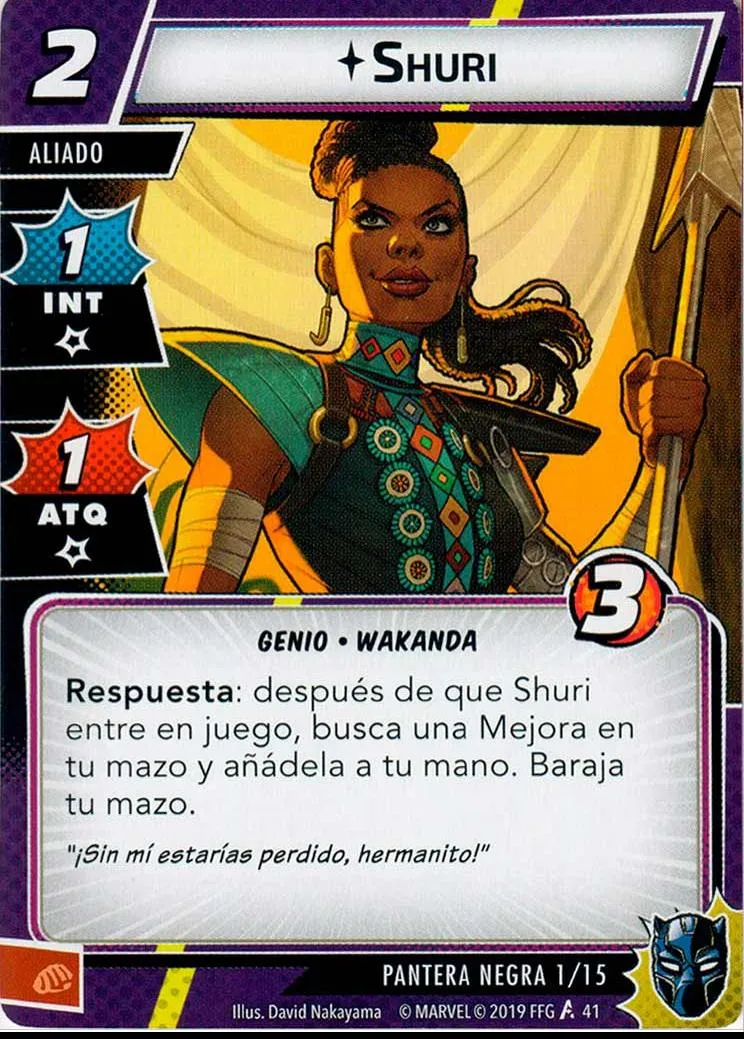 2
SHURI
ALIADO
1
INT
1
ATQ
3
GENIO • WAKANDA
Respuesta: después de que Shuri
entre en juego, busca una Mejora en
tu mazo y añádela a tu mano. Baraja
tu mazo.
"¡Sin mí estarías perdido, hermanito!"
PANTERA NEGRA 1/15
Illus. David Nakayama © MARVEL © 2019 FFG 41